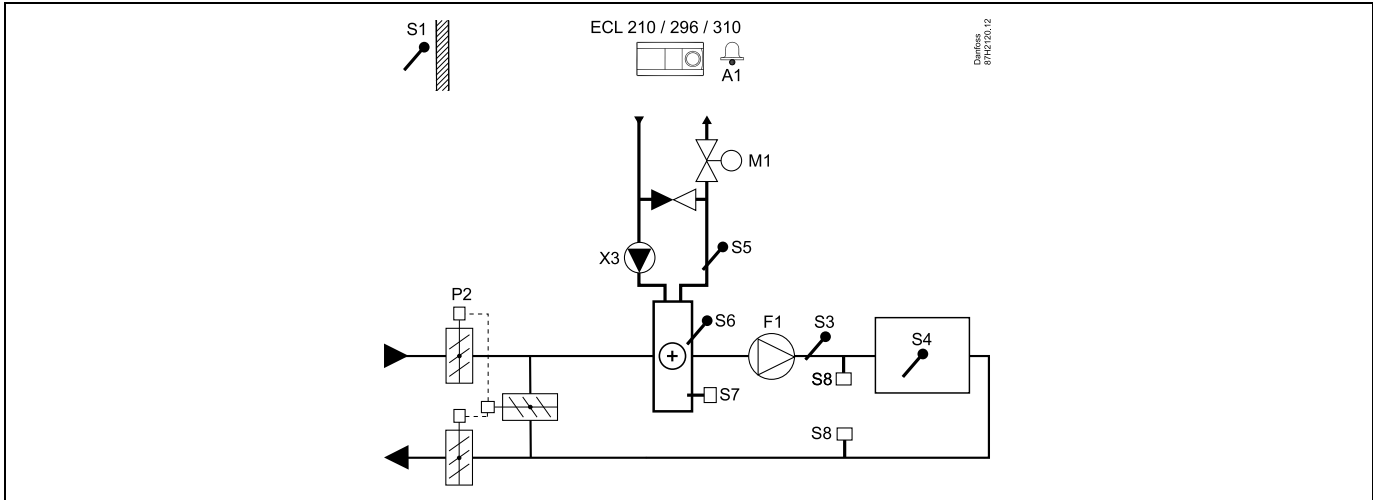 S1
ECL 210 / 296 / 310
A1
Danfoss
87H2120.12
M1
X3
S5
P2
S6
F1
S3
S4
S8
S7
S8